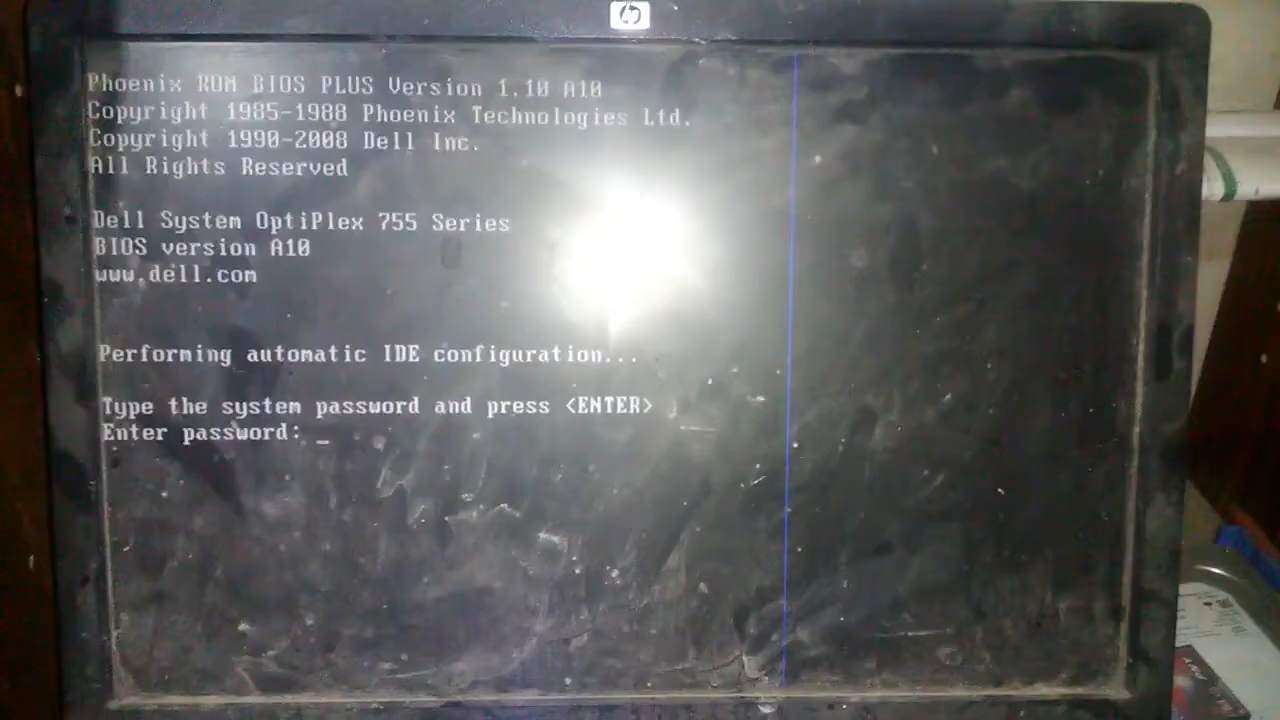 hp
Phoenix ROM BIOS PLUS Version 1.10 A10
Copyright 1985-1988 Phoenix Technologies Ltd.
Copyright 1990-2008 Dell Inc.
All Rights Reserved
Dell System OptiPlex 755 Series
BIOS version A10
www.dell.com
Performing automatic IDE configuration...
Type the system password and press <ENTER>
Enter password: _